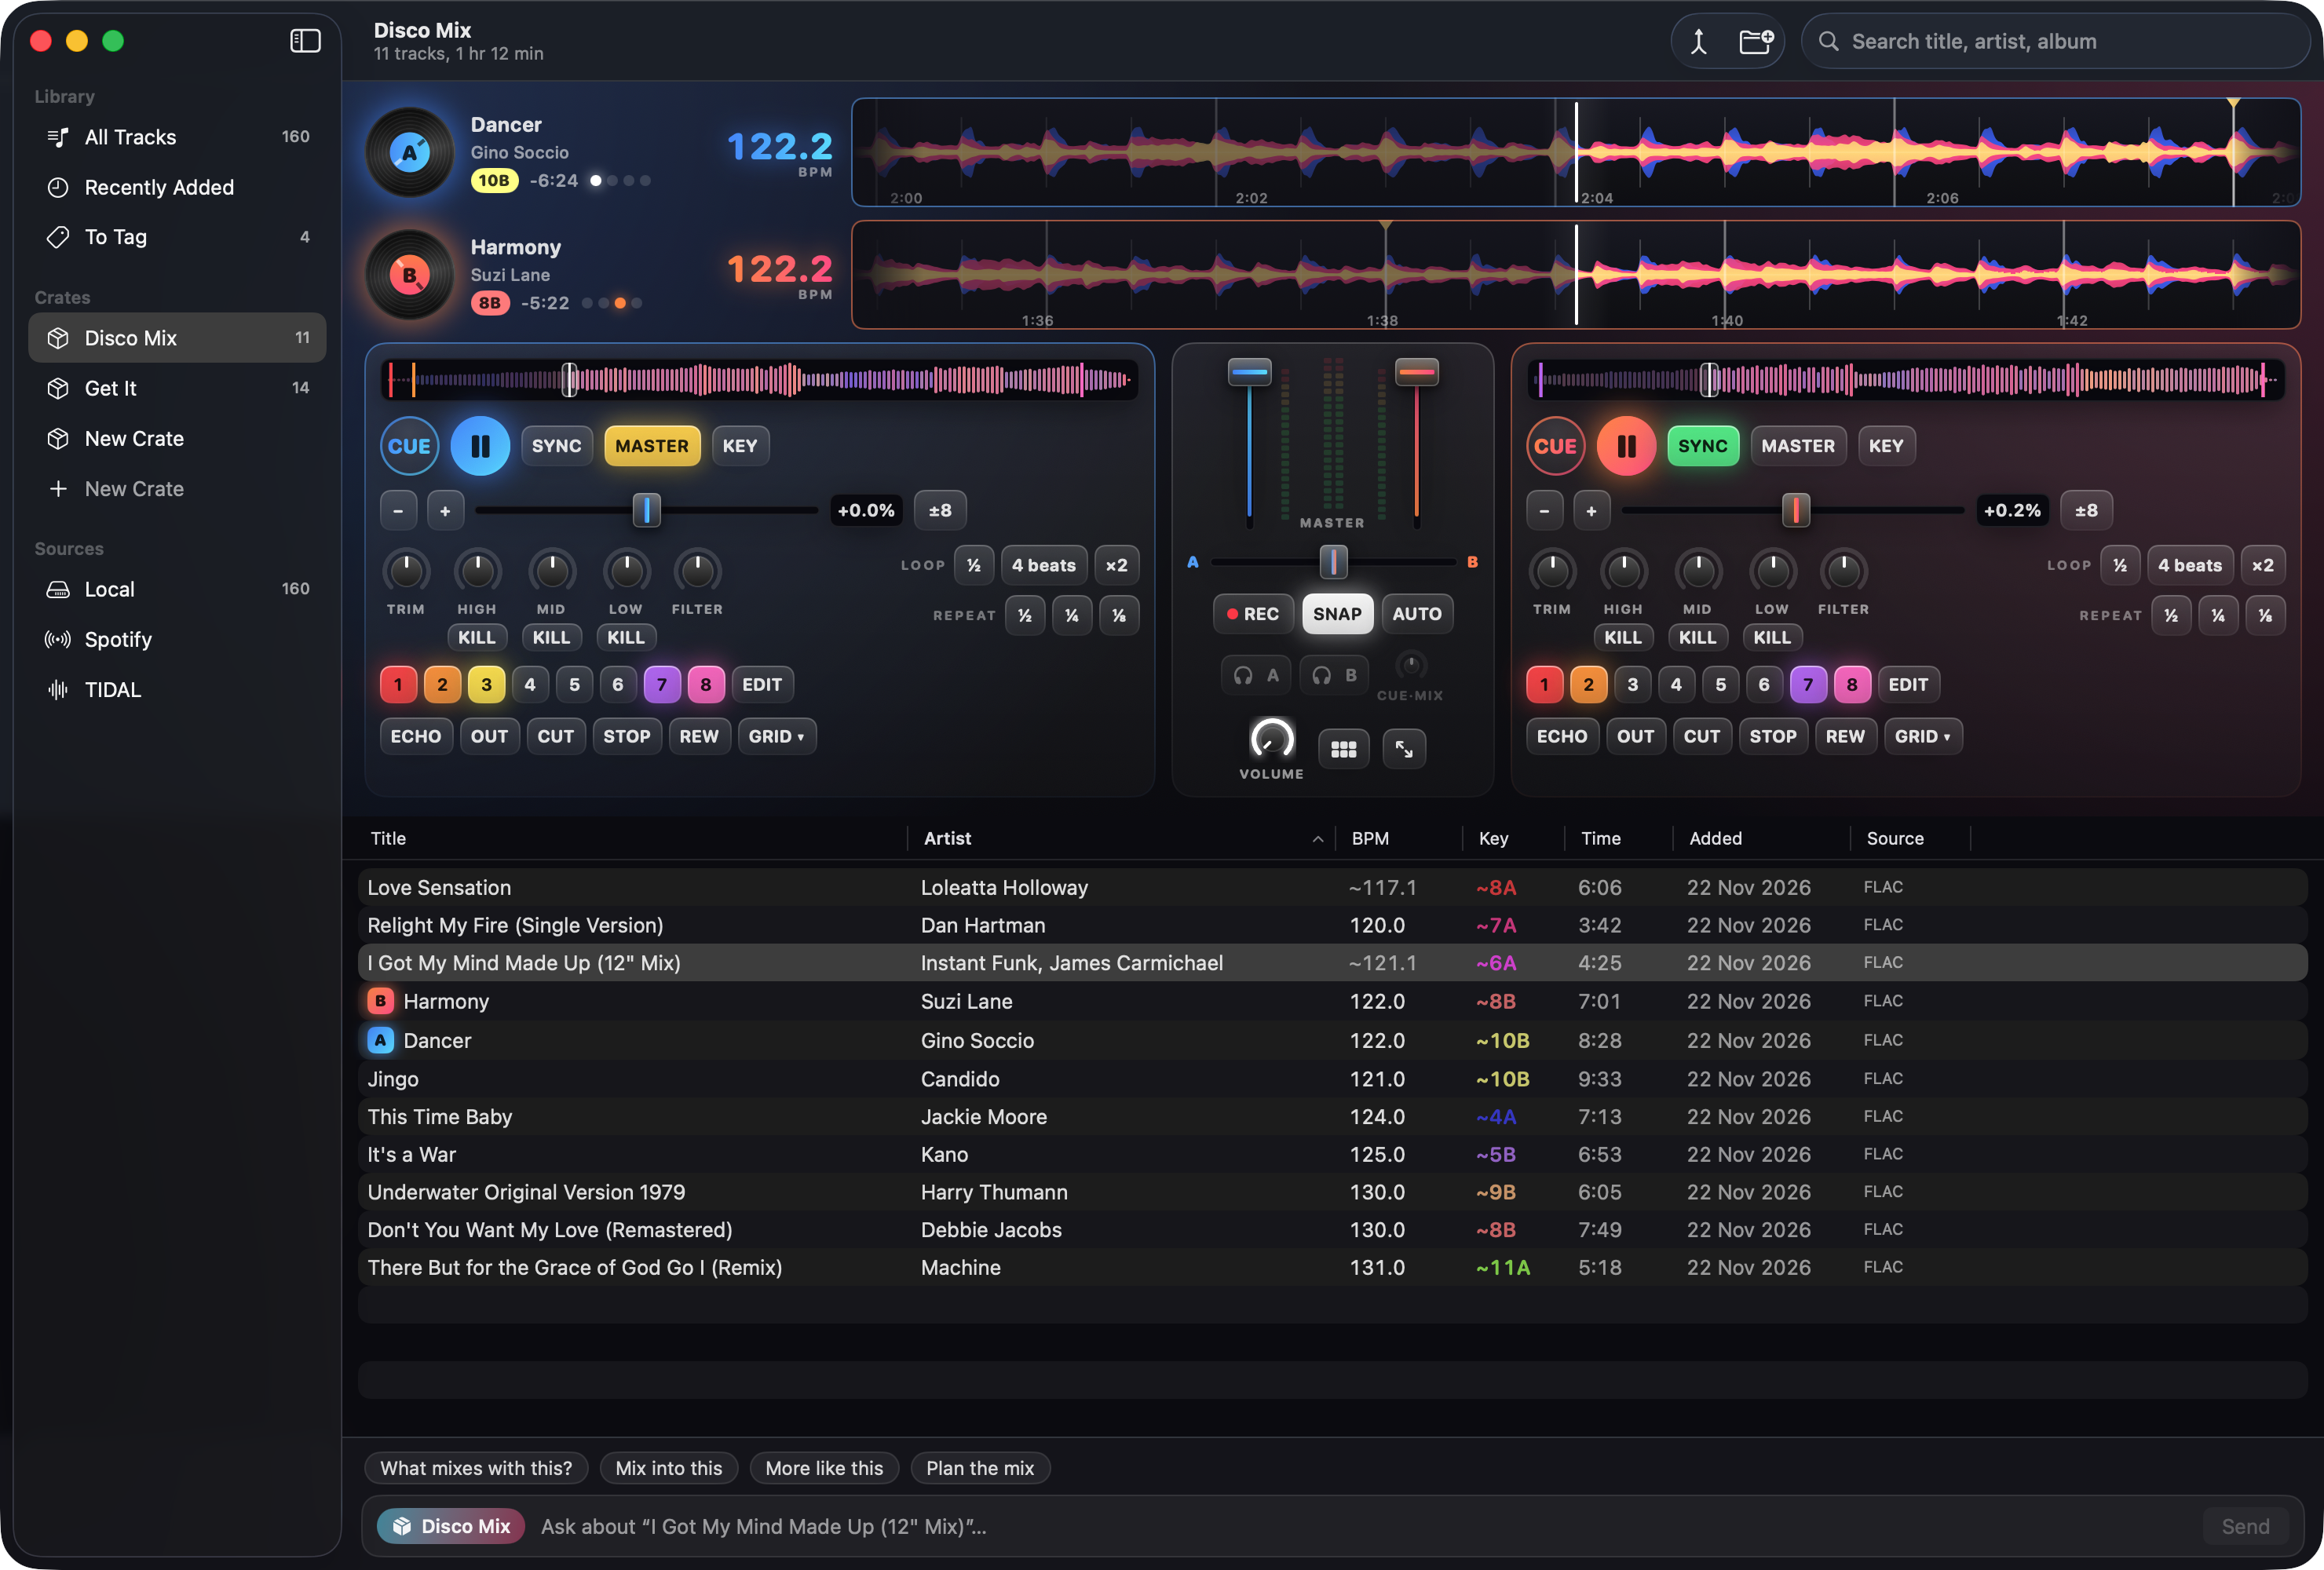 Disco Mix
11 tracks, 1 hr 12 min
Search title, artist, album
Library
All Tracks 160
Recently Added
To Tag 4
Crates
Disco Mix 11
Get It 14
New Crate
New Crate
Sources
Local 160
Spotify
TIDAL
A
Dancer
Gino Soccio
10B -6:24
122.2
BPM
2:00 2:02 2:04 2:06
B
Harmony
Suzi Lane
8B -5:22
122.2
BPM
1:36 1:38 1:40 1:42
CUE SYNC MASTER KEY
- + +0.0% ±8
TRIM HIGH MID LOW FILTER
KILL KILL KILL
LOOP ½ 4 beats ×2
REPEAT ½ ¼ ⅛
1 2 3 4 5 6 7 8 EDIT
ECHO OUT CUT STOP REW GRID ▾
MASTER
A B
REC SNAP AUTO
A B CUE·MIX
VOLUME
CUE SYNC MASTER KEY
- + +0.2% ±8
TRIM HIGH MID LOW FILTER
KILL KILL KILL
LOOP ½ 4 beats ×2
REPEAT ½ ¼ ⅛
1 2 3 4 5 6 7 8 EDIT
ECHO OUT CUT STOP REW GRID ▾
Title Artist BPM Key Time Added Source
Love Sensation Loleatta Holloway ~117.1 ~8A 6:06 22 Nov 2026 FLAC
Relight My Fire (Single Version) Dan Hartman 120.0 ~7A 3:42 22 Nov 2026 FLAC
I Got My Mind Made Up (12" Mix) Instant Funk, James Carmichael ~121.1 ~6A 4:25 22 Nov 2026 FLAC
B Harmony Suzi Lane 122.0 ~8B 7:01 22 Nov 2026 FLAC
A Dancer Gino Soccio 122.0 ~10B 8:28 22 Nov 2026 FLAC
Jingo Candido 121.0 ~10B 9:33 22 Nov 2026 FLAC
This Time Baby Jackie Moore 124.0 ~4A 7:13 22 Nov 2026 FLAC
It's a War Kano 125.0 ~5B 6:53 22 Nov 2026 FLAC
Underwater Original Version 1979 Harry Thumann 130.0 ~9B 6:05 22 Nov 2026 FLAC
Don't You Want My Love (Remastered) Debbie Jacobs 130.0 ~8B 7:49 22 Nov 2026 FLAC
There But for the Grace of God Go I (Remix) Machine 131.0 ~11A 5:18 22 Nov 2026 FLAC
What mixes with this? Mix into this More like this Plan the mix
Disco Mix Ask about “I Got My Mind Made Up (12" Mix)”... Send